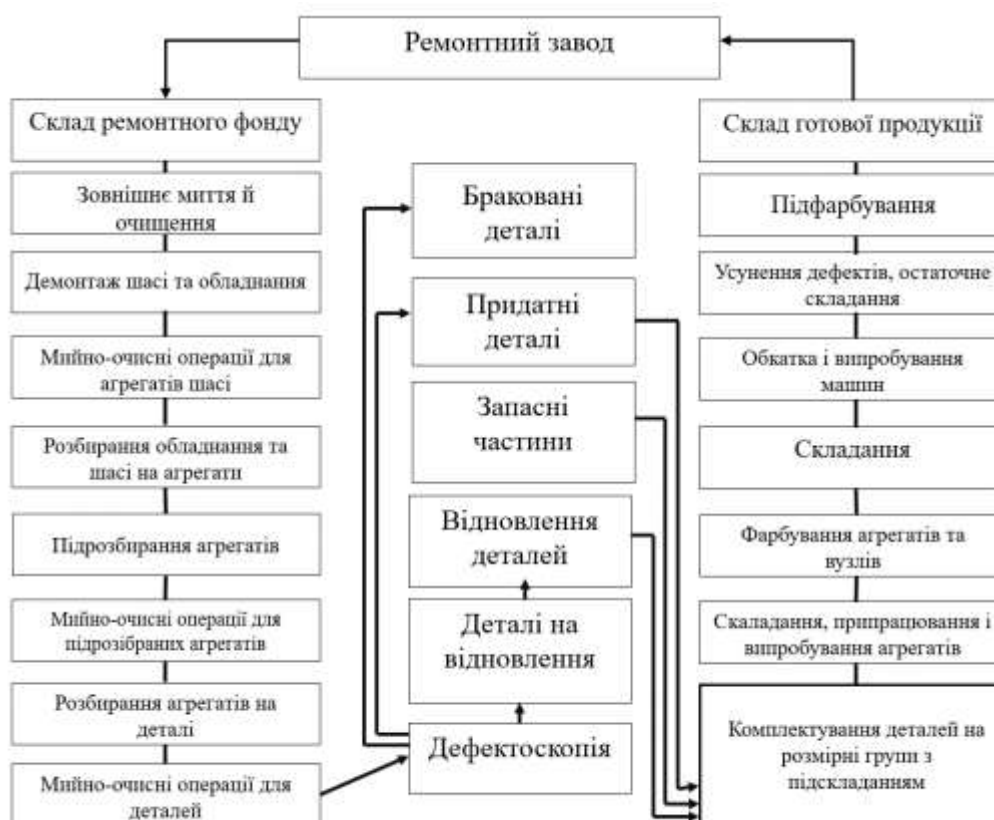 Ремонтний завод
Склад ремонтного фонду
Зовнішнє миття й
очищення
Демонтаж шасі та обладнання
Мийно-очисні операції для
агрегатів шасі
Розбирання обладнання та
шасі на агрегати
Підрозбирання агрегатів
Мийно-очисні операції для
підрозібраних агрегатів
Розбирання агрегатів на
деталі
Мийно-очисні операції для
деталей
Браковані
деталі
Придатні
деталі
Запасні
частини
Відновлення
деталей
Деталі на
відновлення
Дефектоскопія
Склад готової продукції
Підфарбування
Усунення дефектів, остаточне
складання
Обкатка і випробування
машин
Складання
Фарбування агрегатів та
вузлів
Скаладання, припрацювання і
випробування агрегатів
Комплектування деталей на
розмірні групи з
підскладанням